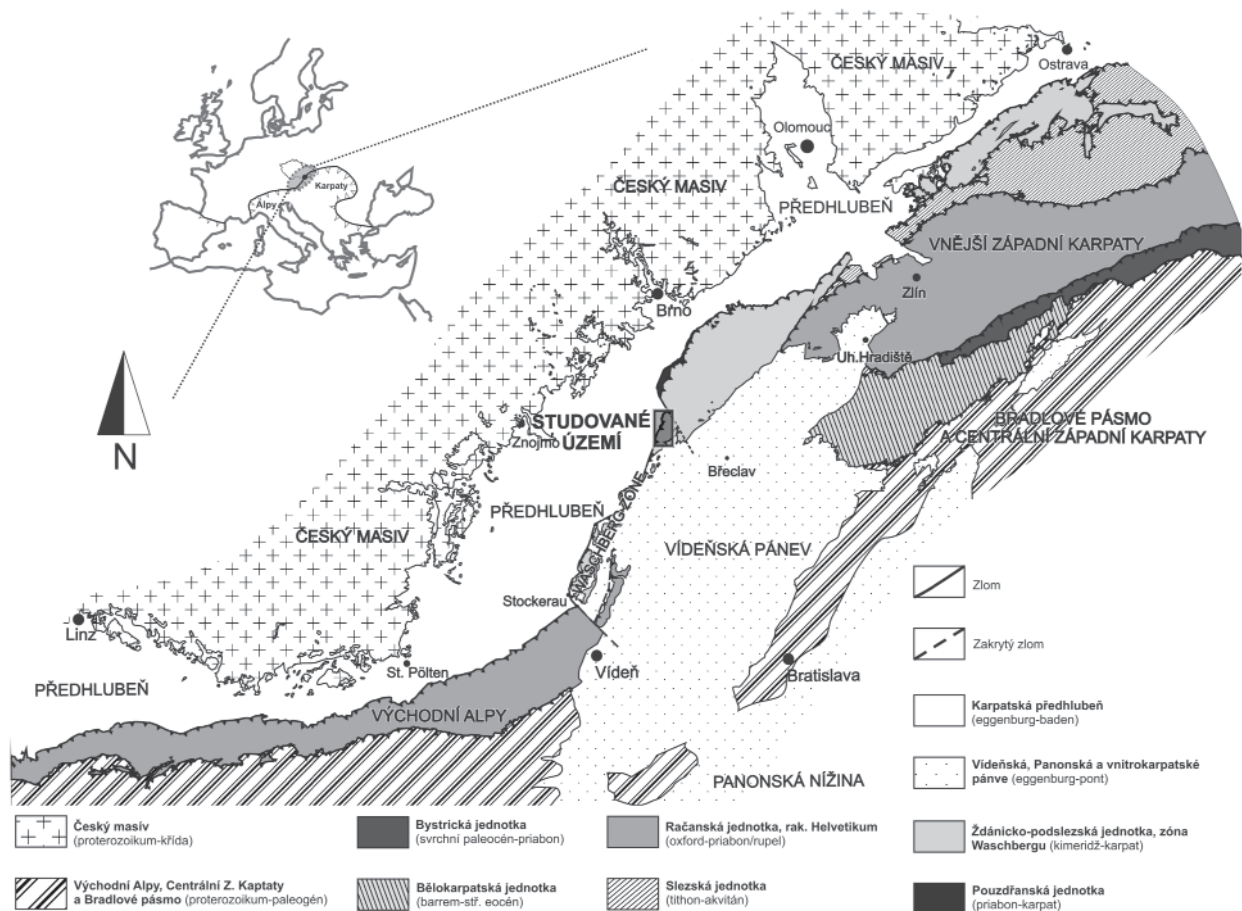 ČESKÝ MASIV
Ostrava
Olomouc
Karpaty
Alpy
ČESKÝ MASIV
PŘEDHLUBEŇ
VNĚJŠÍ ZÁPADNÍ KARPATY
Zlín
Brno
Uh.Hradiště
N
STUDOVANÉ
ÚZEMÍ
Znojmo
BRADLOVÉ PÁSMO
A CENTRÁLNÍ ZÁPADNÍ KARPATY
Břeclav
PŘEDHLUBEŇ
WASCHBERG ZONE
ČESKÝ MASIV
VÍDEŇSKÁ PÁNEV
Stockerau
Linz
St. Pölten
Vídeň
Bratislava
PŘEDHLUBEŇ
VÝCHODNÍ ALPY
PANONSKÁ NÍŽINA
Zlom
Zakrytý zlom
Karpatská předhlubeň
(eggenburg-baden)
Vídeňská, Panonská a vnitrokarpatské
pánve (eggenburg-pont)
Český masív
(proterozoikum-křída)
Bystrická jednotka
(svrchní paleocén-priabon)
Račanská jednotka, rak. Helvetikum
(oxford-priabon/rupel)
Ždánicko-podslezská jednotka, zóna
Waschbergu (kimeridž-karpat)
Východní Alpy, Centrální Z. Kaptaty
a Bradlové pásmo (proterozoikum-paleogén)
Bělokarpatská jednotka
(barrem-stř. eocén)
Slezská jednotka
(tithon-akvitán)
Pouzdřanská jednotka
(priabon-karpat)